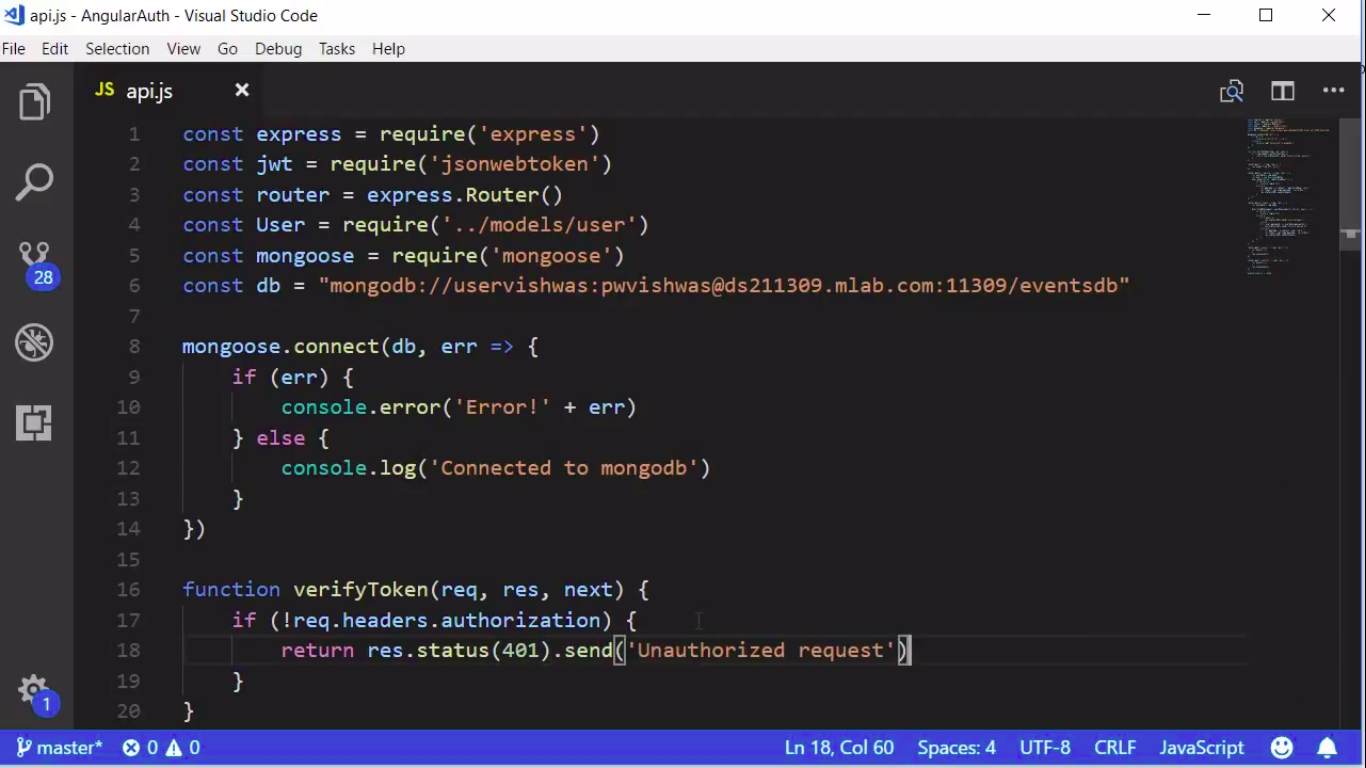 api.js - AngularAuth - Visual Studio Code
File Edit Selection View Go Debug Tasks Help
JS api.js
1 const express = require('express')
2 const jwt = require('jsonwebtoken')
3 const router = express.Router()
4 const User = require('../models/user')
5 const mongoose = require('mongoose')
6 const db = "mongodb://uservishwas:pwvishwas@ds211309.mlab.com:11309/eventsdb"
7
8 mongoose.connect(db, err => {
9 if (err) {
10 console.error('Error!' + err)
11 } else {
12 console.log('Connected to mongodb')
13 }
14 })
15
16 function verifyToken(req, res, next) {
17 if (!req.headers.authorization) {
18 return res.status(401).send('Unauthorized request')
19 }
20 }
28
1
master* 0 0 Ln 18, Col 60 Spaces: 4 UTF-8 CRLF JavaScript